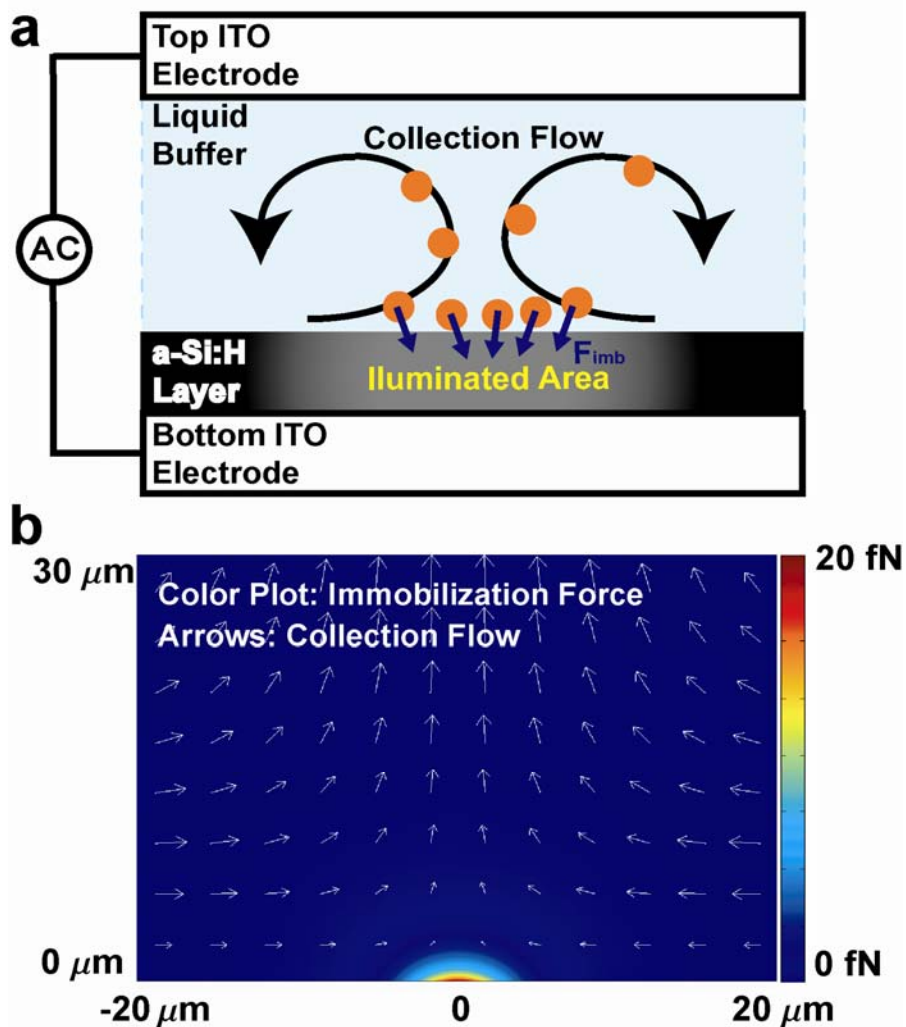 a
Top ITO
Electrode
Liquid
Buffer
Collection Flow
AC
a-Si:H
Layer
Fimb
Iluminated Area
Bottom ITO
Electrode
b
30 μm
Color Plot: Immobilization Force
Arrows: Collection Flow
20 fN
0 μm
0 fN
-20 μm
0
20 μm